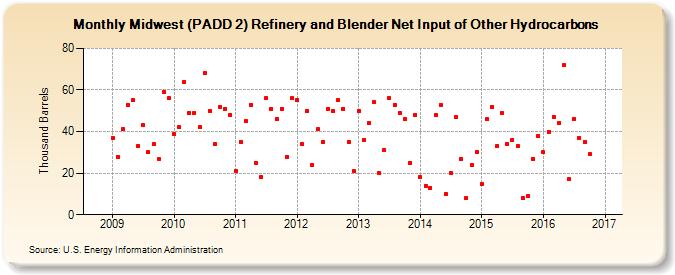 Monthly Midwest (PADD 2) Refinery and Blender Net Input of Other Hydrocarbons
Thousand Barrels
80
60
40
20
0
2009 2010 2011 2012 2013 2014 2015 2016 2017
Source: U.S. Energy Information Administration